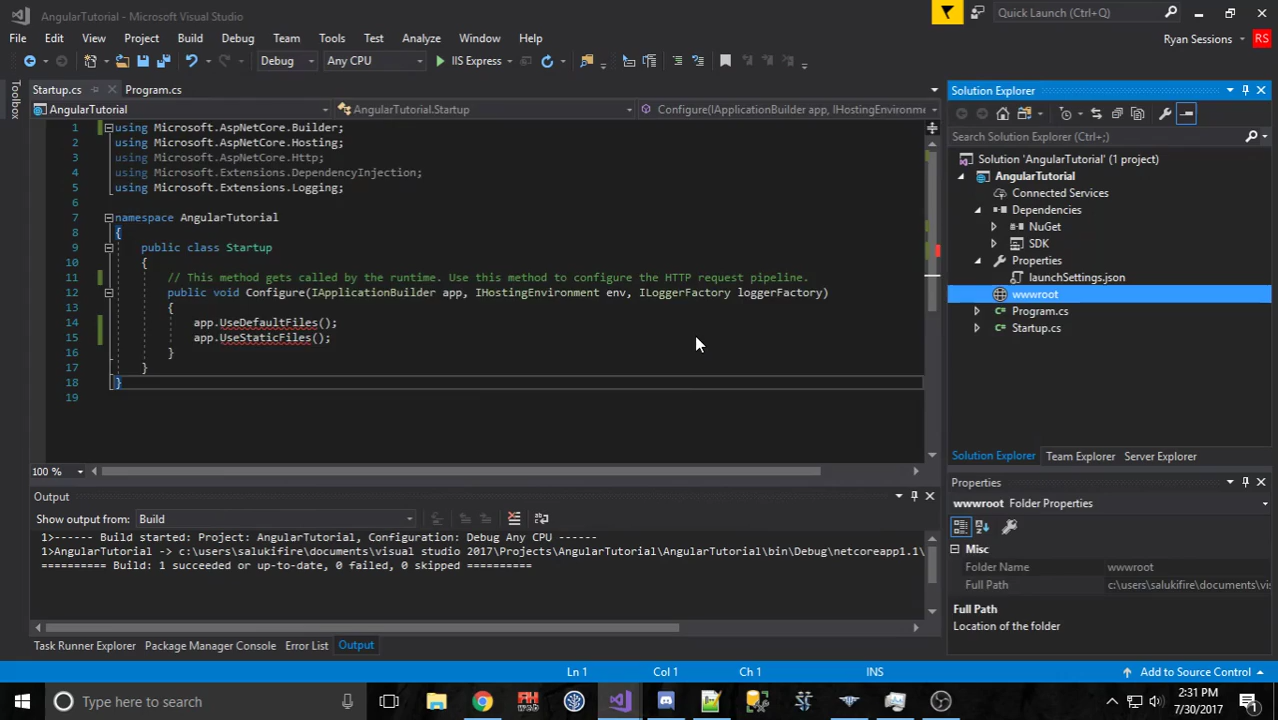 AngularTutorial - Microsoft Visual Studio
Quick Launch (Ctrl+Q)
File Edit View Project Build Debug Team Tools Test Analyze Window Help
Ryan Sessions RS
Debug Any CPU IIS Express
Toolbox
Startup.cs Program.cs
AngularTutorial AngularTutorial.Startup Configure(IApplicationBuilder app, IHostingEnvironme
1 using Microsoft.AspNetCore.Builder;
2 using Microsoft.AspNetCore.Hosting;
3 using Microsoft.AspNetCore.Http;
4 using Microsoft.Extensions.DependencyInjection;
5 using Microsoft.Extensions.Logging;
6
7 namespace AngularTutorial
8 {
9 public class Startup
10 {
11 // This method gets called by the runtime. Use this method to configure the HTTP request pipeline.
12 public void Configure(IApplicationBuilder app, IHostingEnvironment env, ILoggerFactory loggerFactory)
13 {
14 app.UseDefaultFiles();
15 app.UseStaticFiles();
16 }
17 }
18 }
19
100 %
Output
Show output from: Build
1>------ Build started: Project: AngularTutorial, Configuration: Debug Any CPU ------
1>AngularTutorial -> c:\users\salukifire\documents\visual studio 2017\Projects\AngularTutorial\AngularTutorial\bin\Debug\netcoreapp1.1\
========== Build: 1 succeeded or up-to-date, 0 failed, 0 skipped ==========
Task Runner Explorer Package Manager Console Error List Output
Solution Explorer
Search Solution Explorer (Ctrl+;)
Solution 'AngularTutorial' (1 project)
AngularTutorial
Connected Services
Dependencies
NuGet
SDK
Properties
launchSettings.json
wwwroot
Program.cs
Startup.cs
Solution Explorer Team Explorer Server Explorer
Properties
wwwroot Folder Properties
Misc
Folder Name wwwroot
Full Path c:\users\salukifire\documents\vis
Full Path
Location of the folder
Ln 1 Col 1 Ch 1 INS Add to Source Control
Type here to search
2:31 PM
7/30/2017